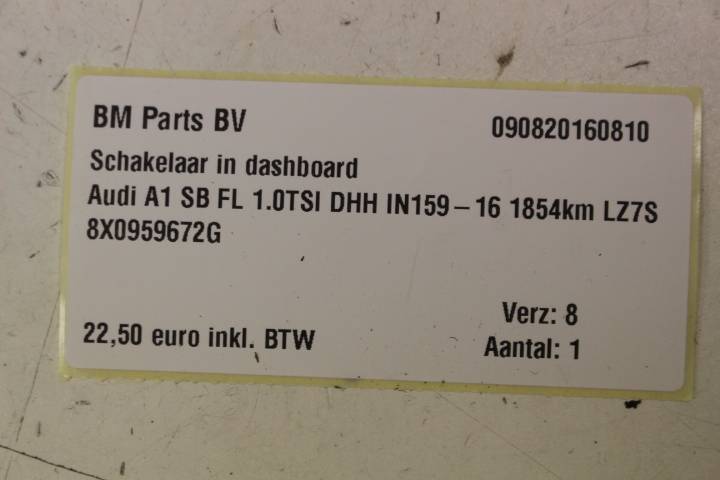 BM Parts BV 090820160810
Schakelaar in dashboard
Audi A1 SB FL 1.0TSI DHH IN159-16 1854km LZ7S
8X0959672G
Verz: 8
22,50 euro inkl. BTW Aantal: 1